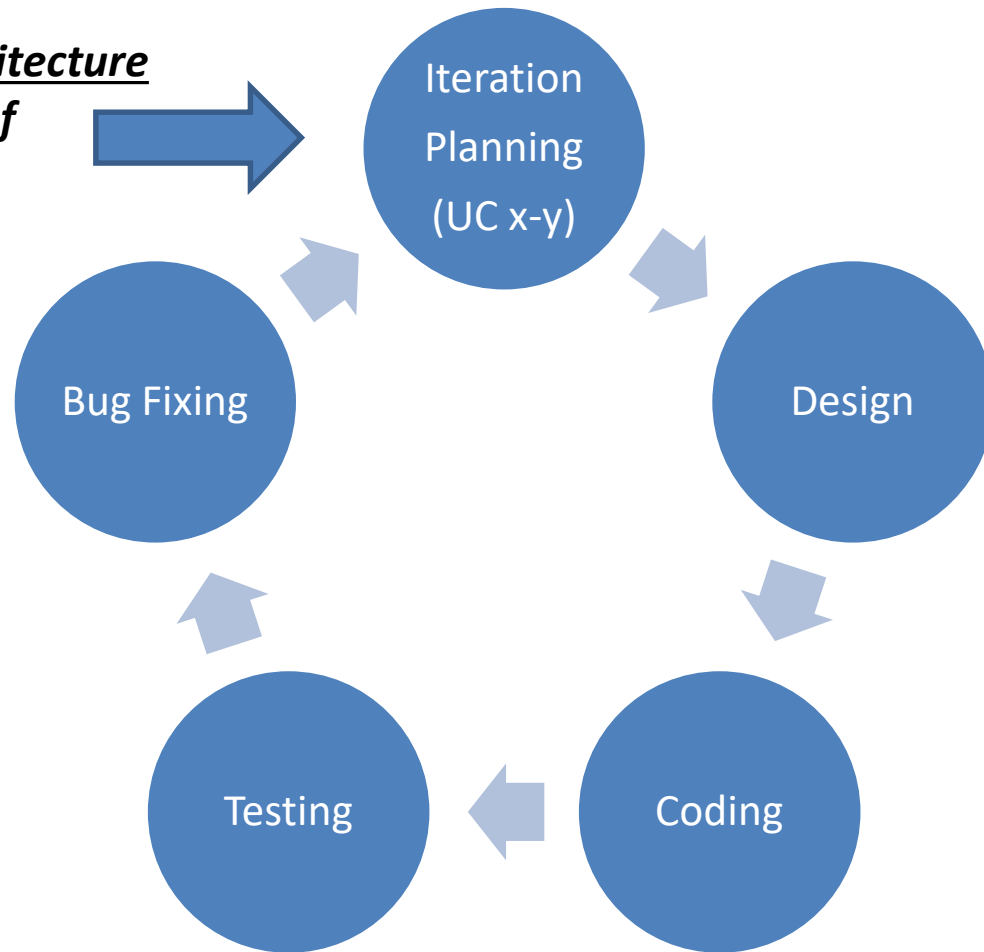 itecture
f
Iteration
Planning
(UC x-y)
Bug Fixing
Design
Testing
Coding